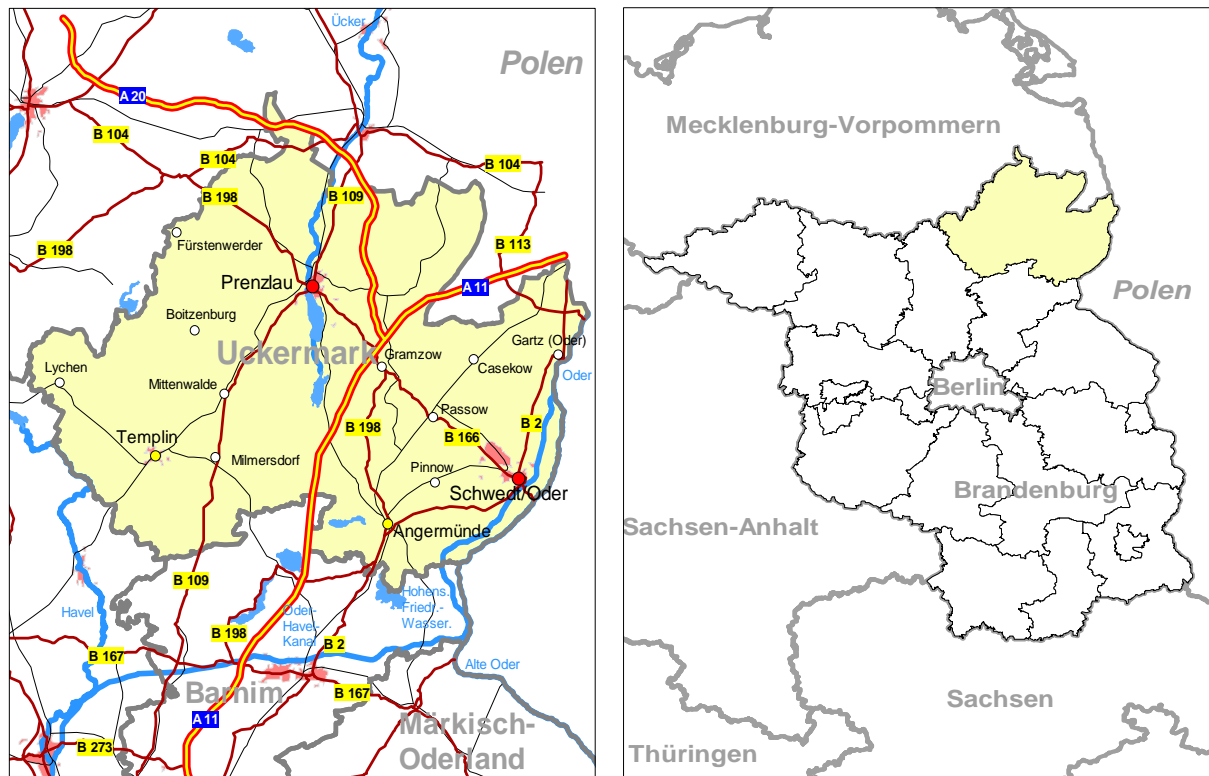 Ücker
Polen
A 20
B 104
B 104
B 104
B 198
B 109
Fürstenwerder
B 198
B 113
Prenzlau
A 11
Boitzenburg
Uckermark
Gartz (Oder)
Gramzow
Lychen
Casekow
Oder
Mittenwalde
Passow
B 198
B 2
B 166
Templin
Milmersdorf
Pinnow
Schwedt/Oder
Angermünde
B 109
Havel
Oder-
Havel-
Kanal
Hohens.
Friedr.-
Wasser.
B 198
B 2
B 167
Alte Oder
Barnim
B 167
A 11
Märkisch-
Oderland
B 273
Mecklenburg-Vorpommern
Polen
Berlin
Brandenburg
Sachsen-Anhalt
Sachsen
Thüringen